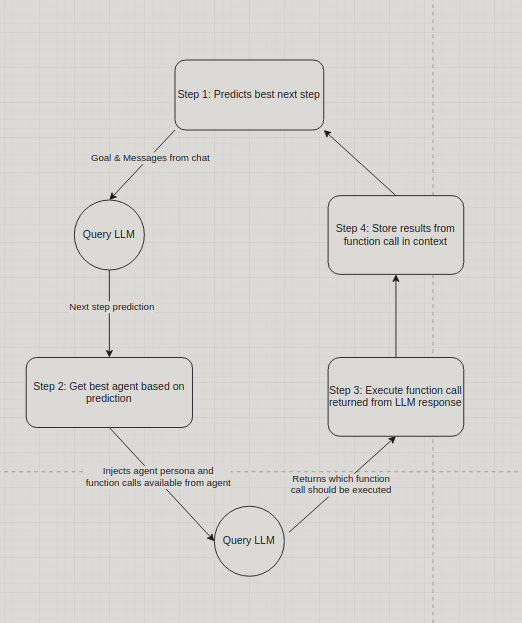 Step 1: Predicts best next step
Goal & Messages from chat
Query LLM
Next step prediction
Step 2: Get best agent based on
prediction
Injects agent persona and
function calls available from agent
Query LLM
Returns which function
call should be executed
Step 3: Execute function call
returned from LLM response
Step 4: Store results from
function call in context